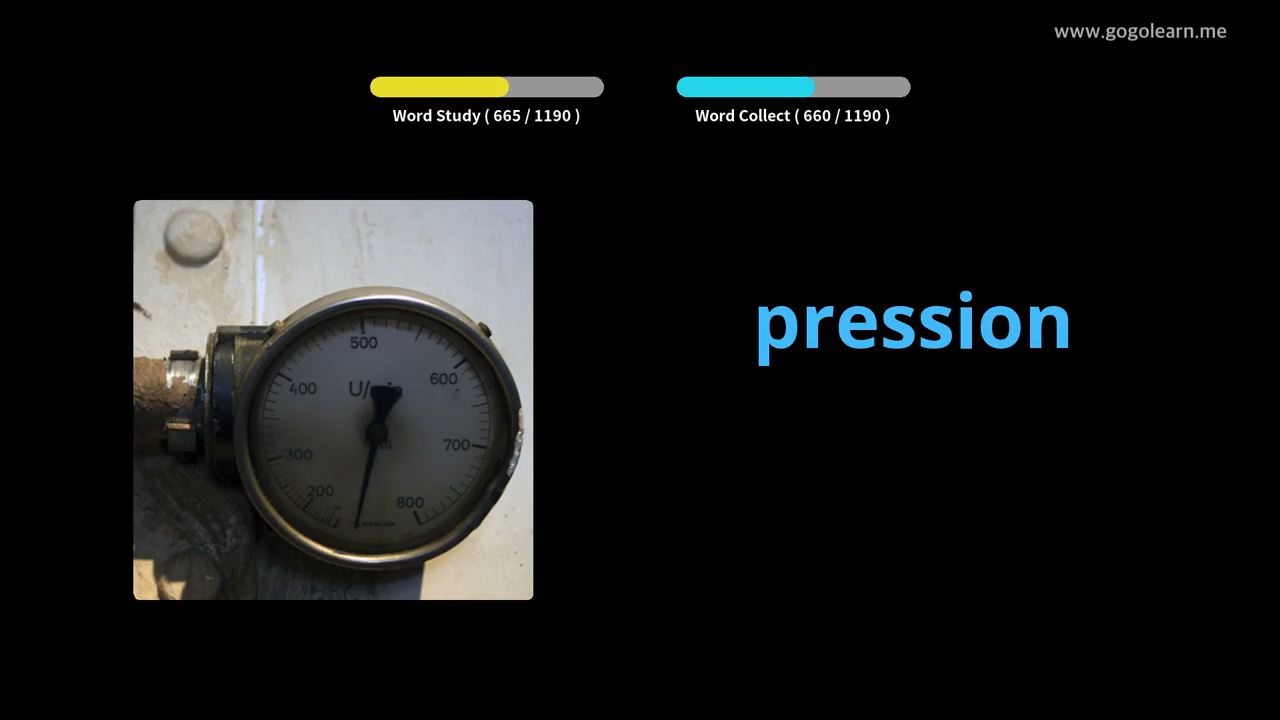 www.gogolearn.me
Word Study ( 665 / 1190 )
Word Collect ( 660 / 1190 )
pression
500
400
600
U/min
300
700
200
800